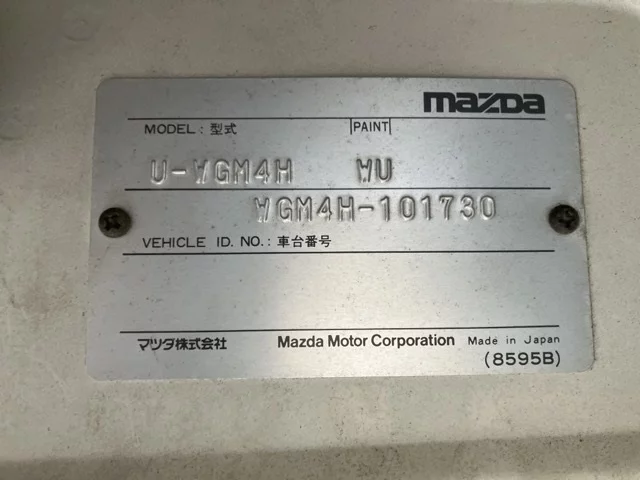 mazda
MODEL : 型式 PAINT
U-WGM4H WU
WGM4H-101730
VEHICLE ID. NO. : 車台番号
マツダ株式会社 Mazda Motor Corporation Made in Japan
(8595B)